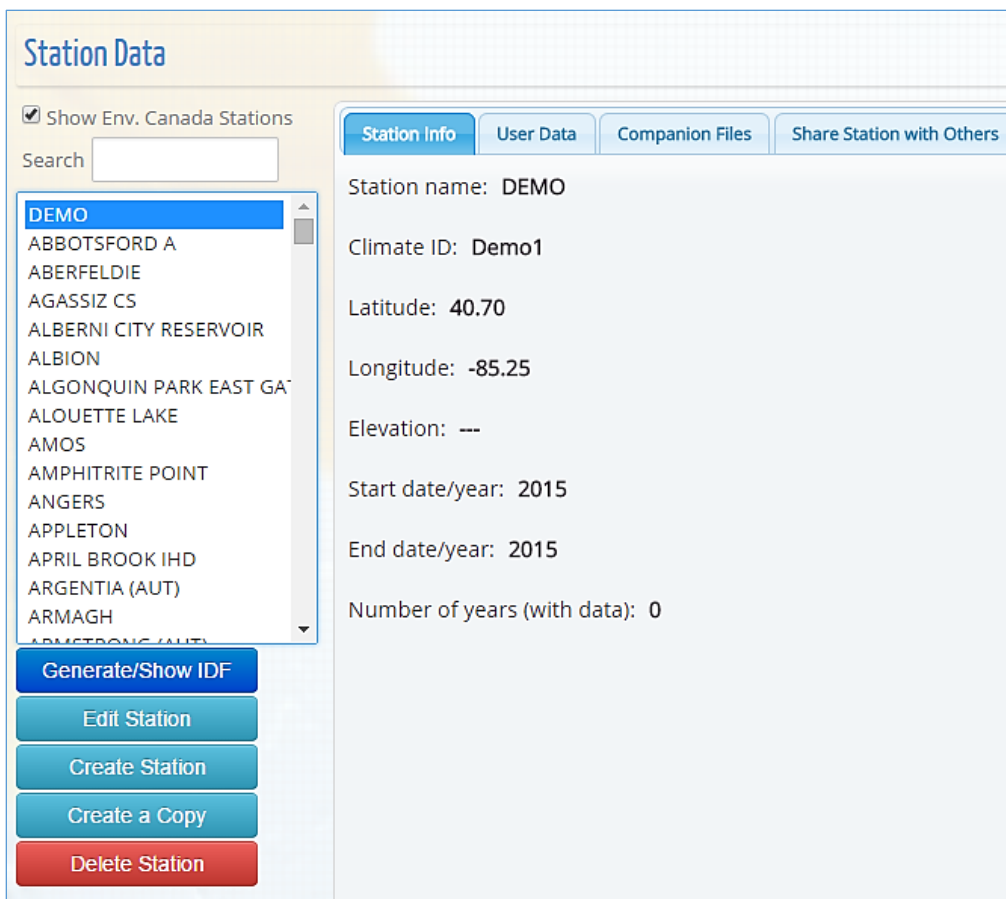 Station Data
Show Env. Canada Stations
Search
DEMO
ABBOTSFORD A
ABERFELDIE
AGASSIZ CS
ALBERNI CITY RESERVOIR
ALBION
ALGONQUIN PARK EAST GAT
ALOUETTE LAKE
AMOS
AMPHITRITE POINT
ANGERS
APPLETON
APRIL BROOK IHD
ARGENTIA (AUT)
ARMAGH
ARMSTRONG (AUT)
Generate/Show IDF
Edit Station
Create Station
Create a Copy
Delete Station
Station Info
User Data
Companion Files
Share Station with Others
Station name: DEMO
Climate ID: Demo1
Latitude: 40.70
Longitude: -85.25
Elevation: ---
Start date/year: 2015
End date/year: 2015
Number of years (with data): 0